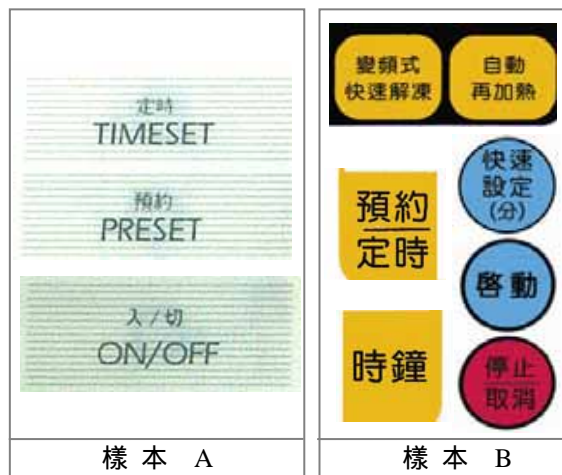 定時
TIMESET
預約
PRESET
入/切
ON/OFF
樣本 A
變頻式
快速解凍
自動
再加熱
快速
設定
(分)
預約
定時
啓動
時鐘
停止
取消
樣本 B